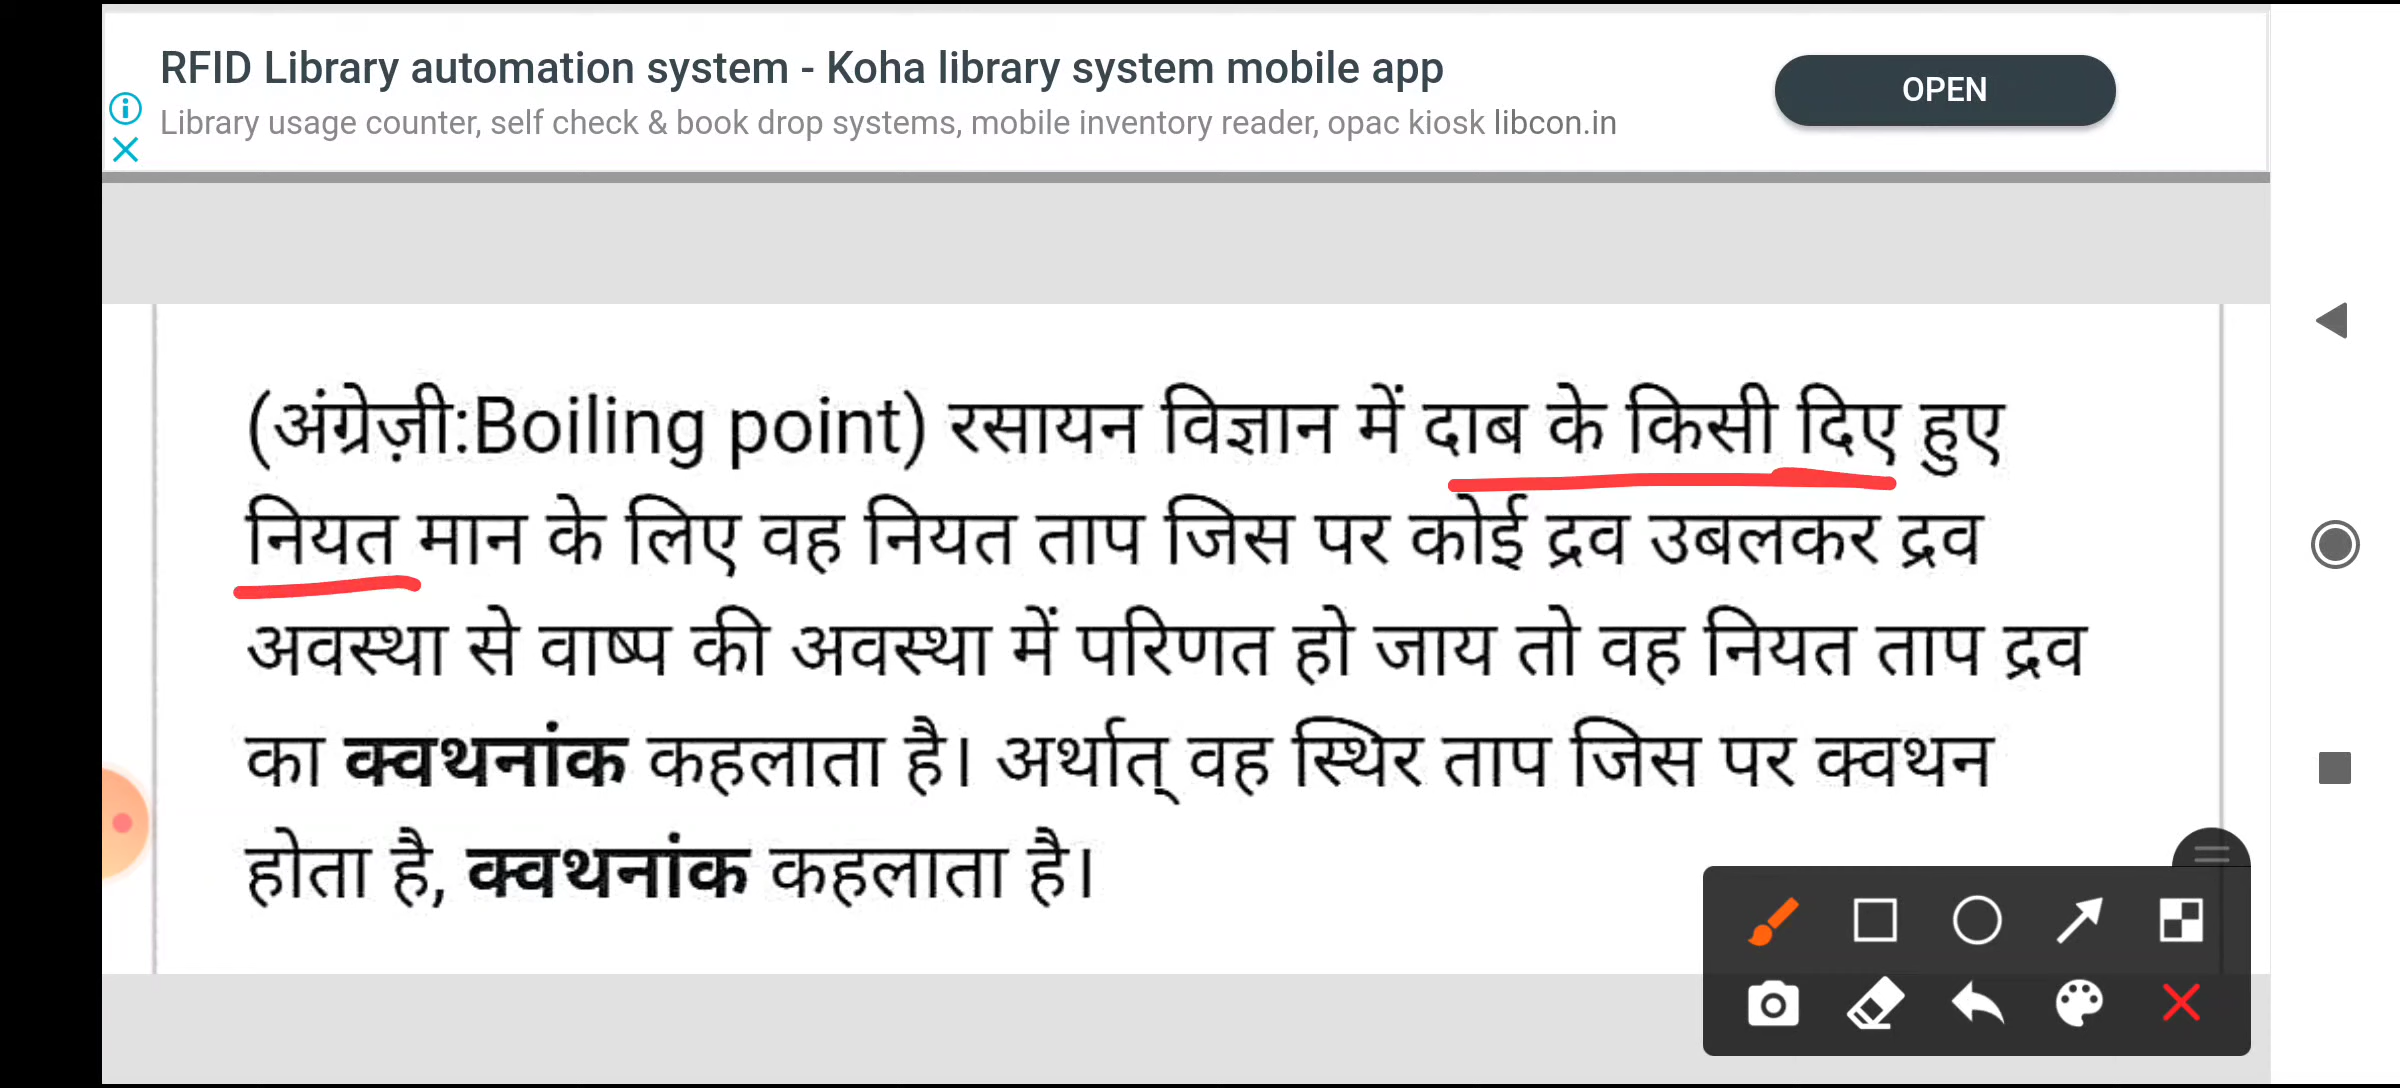 RFID Library automation system - Koha library system mobile app
Library usage counter, self check & book drop systems, mobile inventory reader, opac kiosk libcon.in
OPEN
(अंग्रेज़ी:Boiling point) रसायन विज्ञान में दाब के किसी दिए हुए
नियत मान के लिए वह नियत ताप जिस पर कोई द्रव उबलकर द्रव
अवस्था से वाष्प की अवस्था में परिणत हो जाय तो वह नियत ताप द्रव
का क्वथनांक कहलाता है। अर्थात् वह स्थिर ताप जिस पर क्वथन
होता है, क्वथनांक कहलाता है।